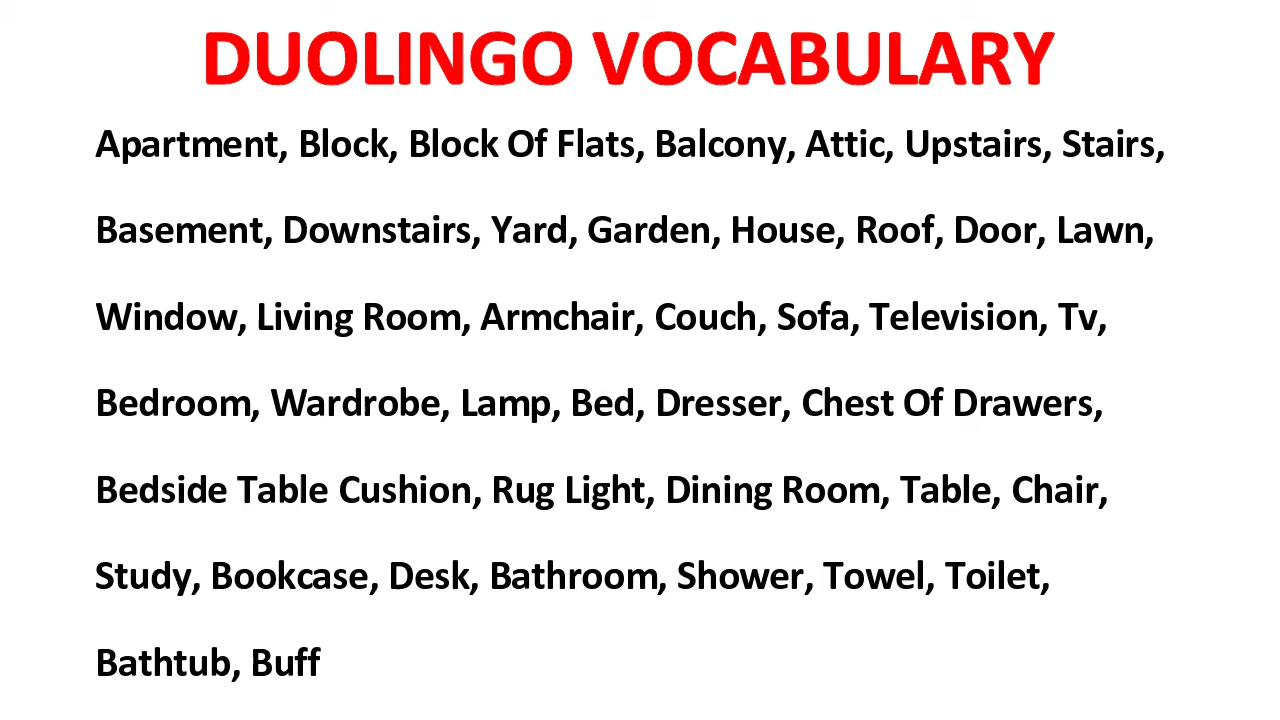 DUOLINGO VOCABULARY
Apartment, Block, Block Of Flats, Balcony, Attic, Upstairs, Stairs,
Basement, Downstairs, Yard, Garden, House, Roof, Door, Lawn,
Window, Living Room, Armchair, Couch, Sofa, Television, Tv,
Bedroom, Wardrobe, Lamp, Bed, Dresser, Chest Of Drawers,
Bedside Table Cushion, Rug Light, Dining Room, Table, Chair,
Study, Bookcase, Desk, Bathroom, Shower, Towel, Toilet,
Bathtub, Buff